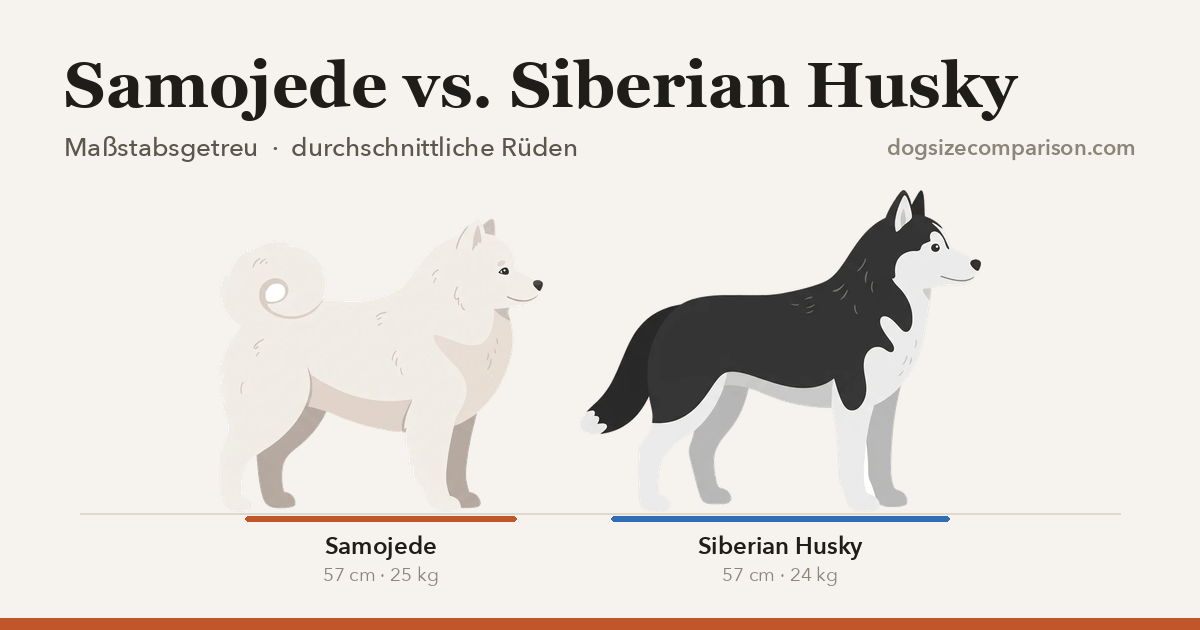 Samojede vs. Siberian Husky
Maßstabsgetreu · durchschnittliche Rüden
dogsizecomparison.com
Samojede
57 cm · 25 kg
Siberian Husky
57 cm · 24 kg